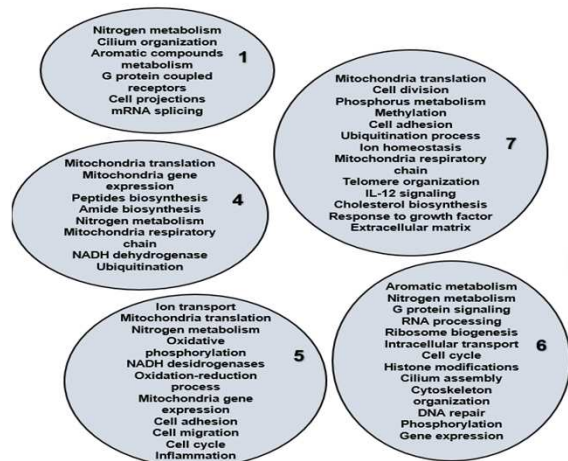 Nitrogen metabolism
Cilium organization
Aromatic compounds
metabolism
G protein coupled
receptors
Cell projections
mRNA splicing
1
Mitochondria translation
Mitochondria gene
expression
Peptides biosynthesis
Amide biosynthesis
Nitrogen metabolism
Mitochondria respiratory
chain
NADH dehydrogenase
Ubiquitination
4
Ion transport
Mitochondria translation
Nitrogen metabolism
Oxidative
phosphorylation
NADH desidrogenases
Oxidation-reduction
process
Mitochondria gene
expression
Cell adhesion
Cell migration
Cell cycle
Inflammation
5
Mitochondria translation
Cell division
Phosphorus metabolism
Methylation
Cell adhesion
Ubiquitination process
Ion homeostasis
Mitochondria respiratory
chain
Telomere organization
IL-12 signaling
Cholesterol biosynthesis
Response to growth factor
Extracellular matrix
7
Aromatic metabolism
Nitrogen metabolism
G protein signaling
RNA processing
Ribosome biogenesis
Intracellular transport
Cell cycle
Histone modifications
Cilium assembly
Cytoskeleton
organization
DNA repair
Phosphorylation
Gene expression
6